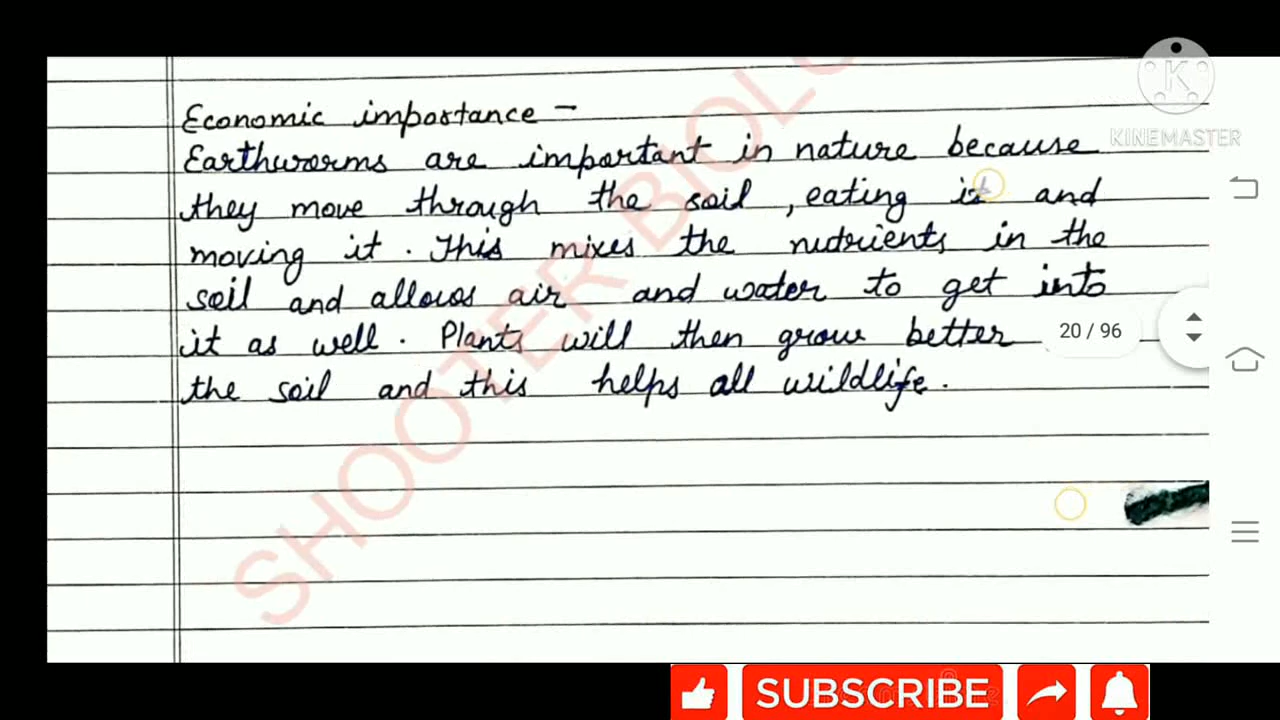 Economic importance –
Earthworms are important in nature because
they move through the soil, eating it and
moving it. This mixes the nutrients in the
soil and allows air and water to get into
it as well. Plants will then grow better
the soil and this helps all wildlife.
SHOOTER BIOLO
K
KINEMASTER
20 / 96
SUBSCRIBE